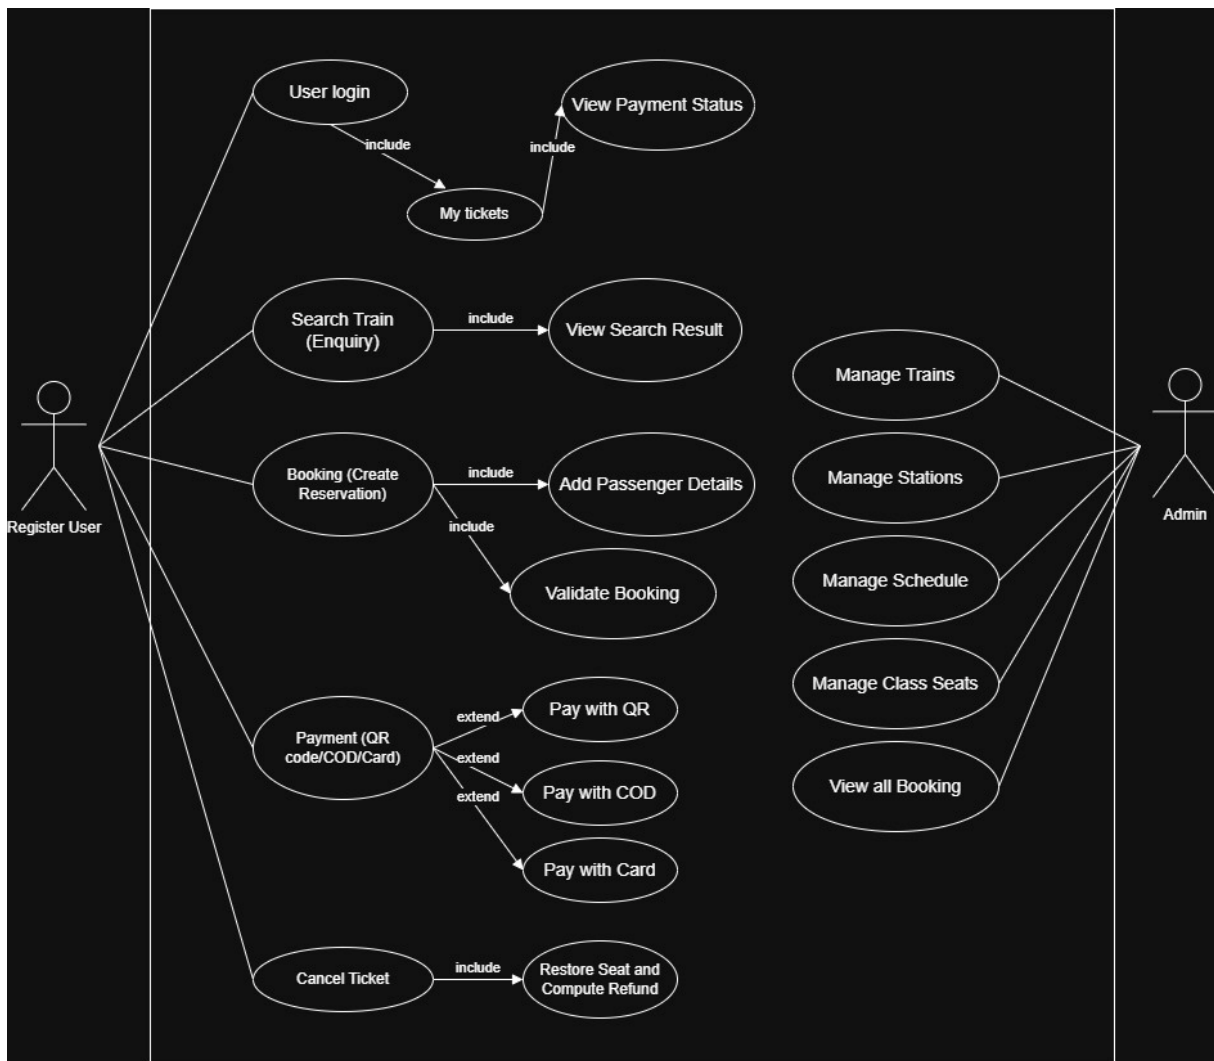 User login
View Payment Status
include
include
My tickets
Search Train
(Enquiry)
include
View Search Result
Manage Trains
Register User
Booking (Create
Reservation)
include
Add Passenger Details
include
Validate Booking
Manage Stations
Admin
Manage Schedule
Manage Class Seats
Payment (QR
code/COD/Card)
extend
Pay with QR
extend
Pay with COD
extend
Pay with Card
View all Booking
Cancel Ticket
include
Restore Seat and
Compute Refund